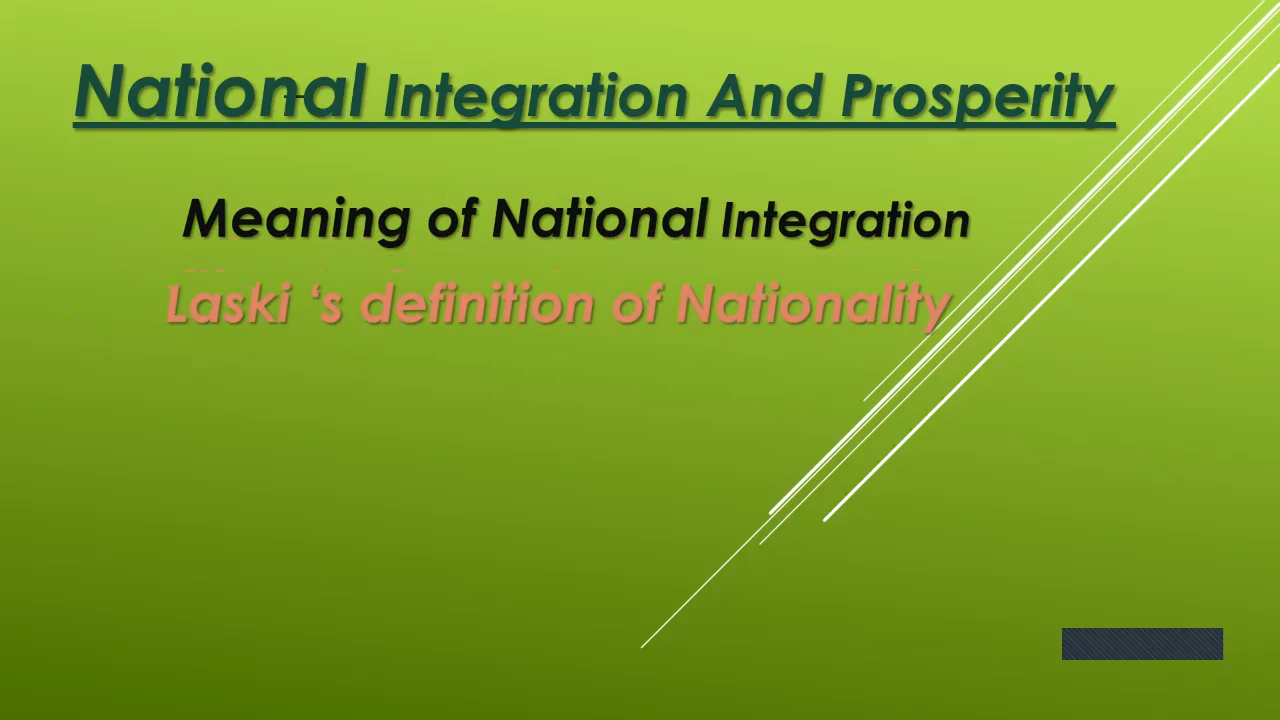 National Integration And Prosperity
Meaning of National Integration
Laski ‘s definition of Nationality